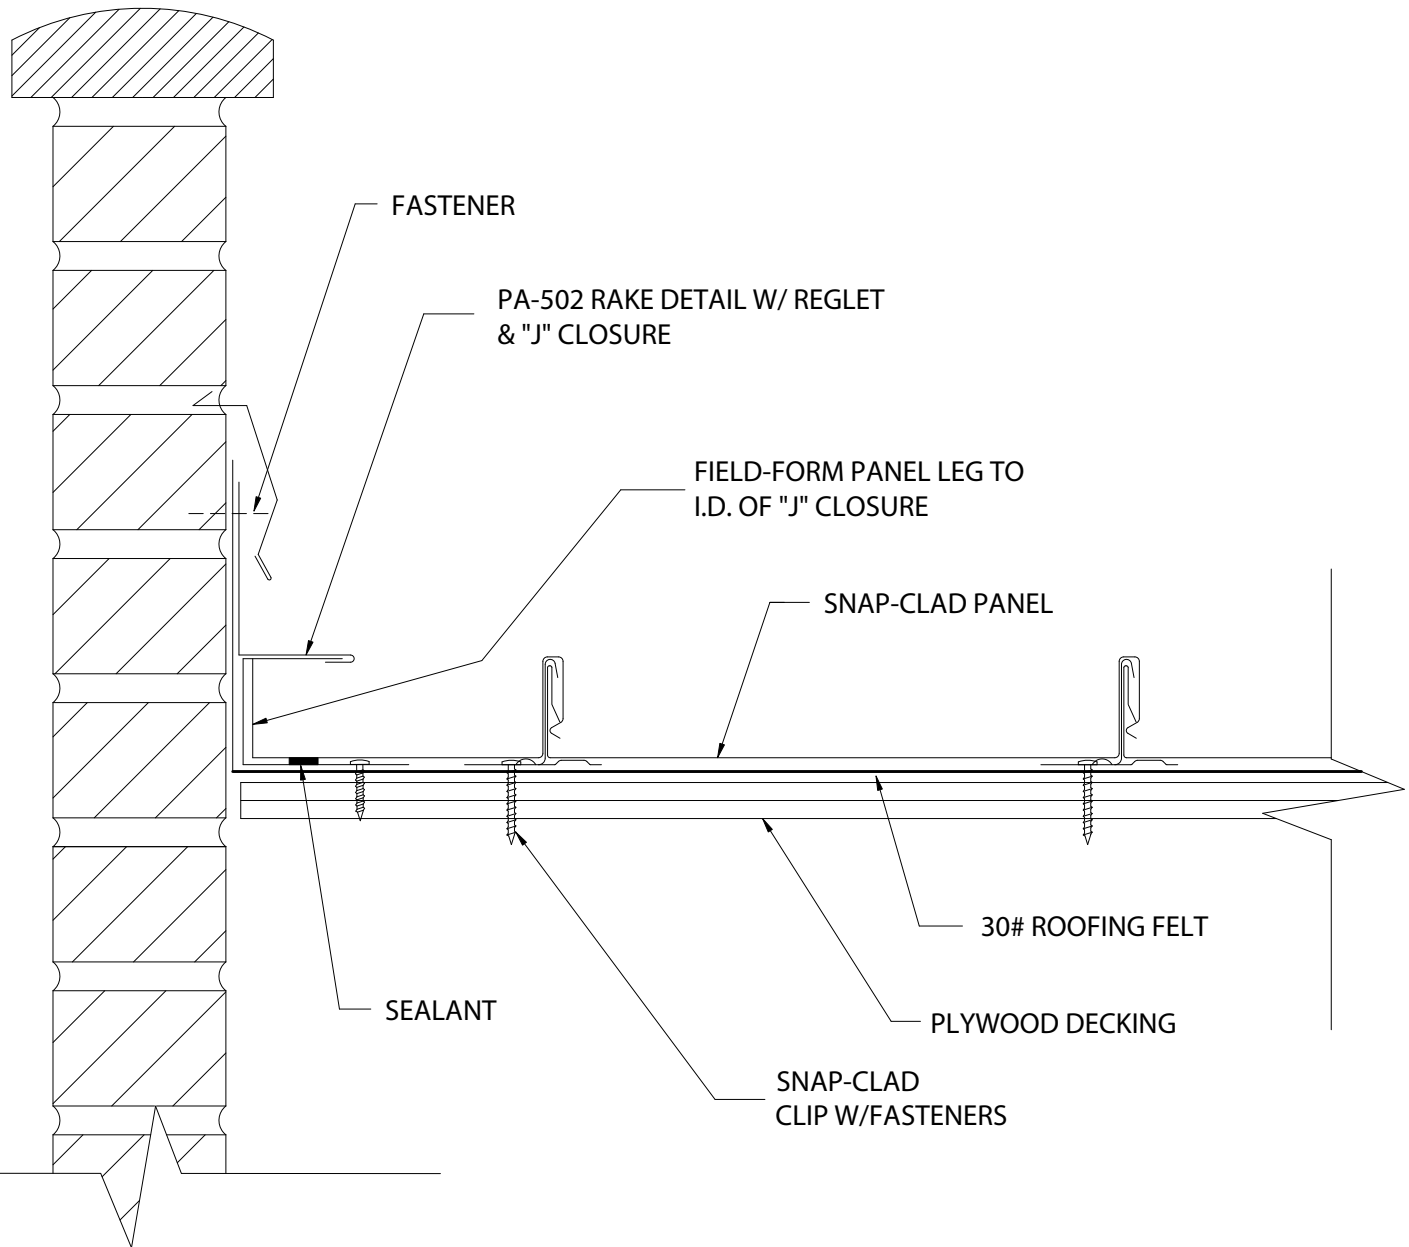 FASTENER
PA-502 RAKE DETAIL W/ REGLET
& "J" CLOSURE
FIELD-FORM PANEL LEG TO
I.D. OF "J" CLOSURE
SNAP-CLAD PANEL
30# ROOFING FELT
SEALANT
PLYWOOD DECKING
SNAP-CLAD
CLIP W/FASTENERS